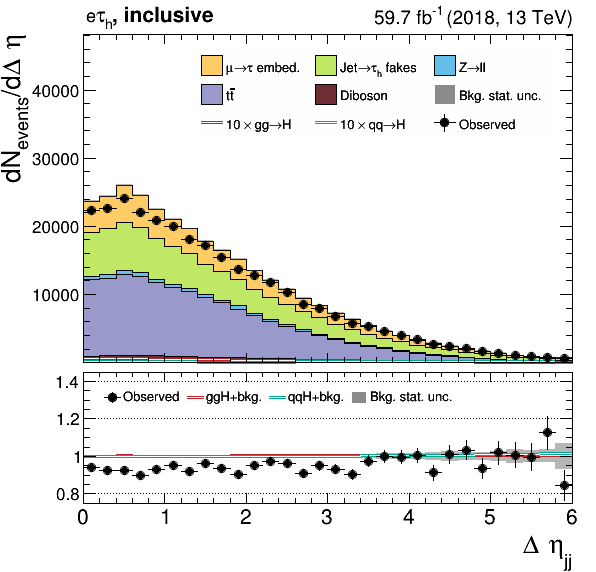 eτh, inclusive 59.7 fb⁻¹ (2018, 13 TeV)
dNevents/dΔ η
μ→τ embed. Jet→τh fakes Z→ll
tt̄ Diboson Bkg. stat. unc.
10 × gg→H 10 × qq→H Observed
40000
30000
20000
10000
1.4
Observed ggH+bkg. qqH+bkg. Bkg. stat. unc.
1.2
1
0.8
0 1 2 3 4 5 6
Δ ηjj